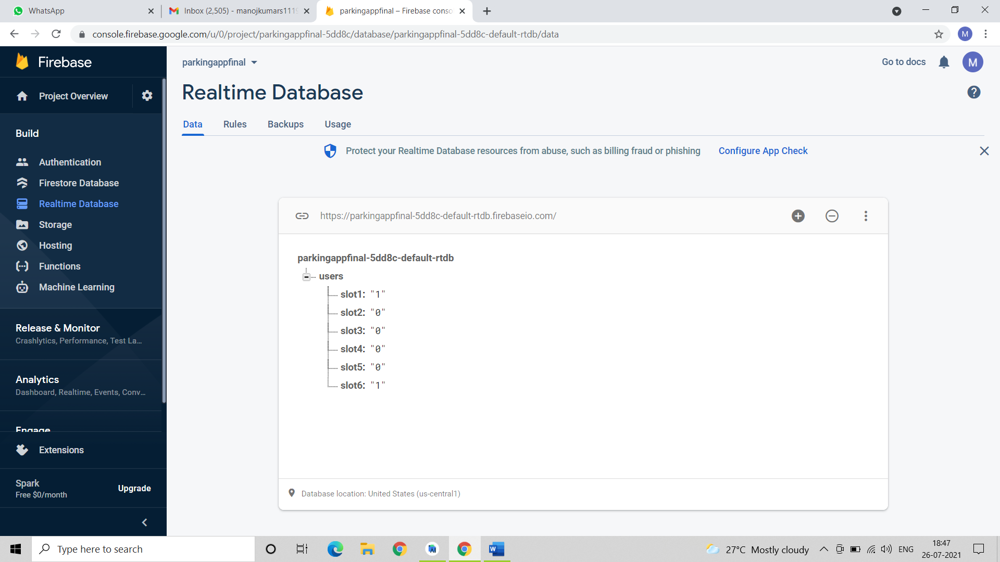 WhatsApp
Inbox (2,505) - manojkumars1119
parkingappfinal – Firebase conso
console.firebase.google.com/u/0/project/parkingappfinal-5dd8c/database/parkingappfinal-5dd8c-default-rtdb/data
M
Firebase
parkingappfinal
Go to docs
M
Project Overview
Realtime Database
?
Data Rules Backups Usage
Build
Protect your Realtime Database resources from abuse, such as billing fraud or phishing Configure App Check
Authentication
Firestore Database
Realtime Database
Storage
Hosting
Functions
Machine Learning
https://parkingappfinal-5dd8c-default-rtdb.firebaseio.com/
parkingappfinal-5dd8c-default-rtdb
users
slot1: "1"
slot2: "0"
slot3: "0"
slot4: "0"
slot5: "0"
slot6: "1"
Release & Monitor
Crashlytics, Performance, Test La...
Analytics
Dashboard, Realtime, Events, Conv...
Engage
Extensions
Spark
Free $0/month
Upgrade
Database location: United States (us-central1)
Type here to search
27°C Mostly cloudy
ENG
18:47
26-07-2021